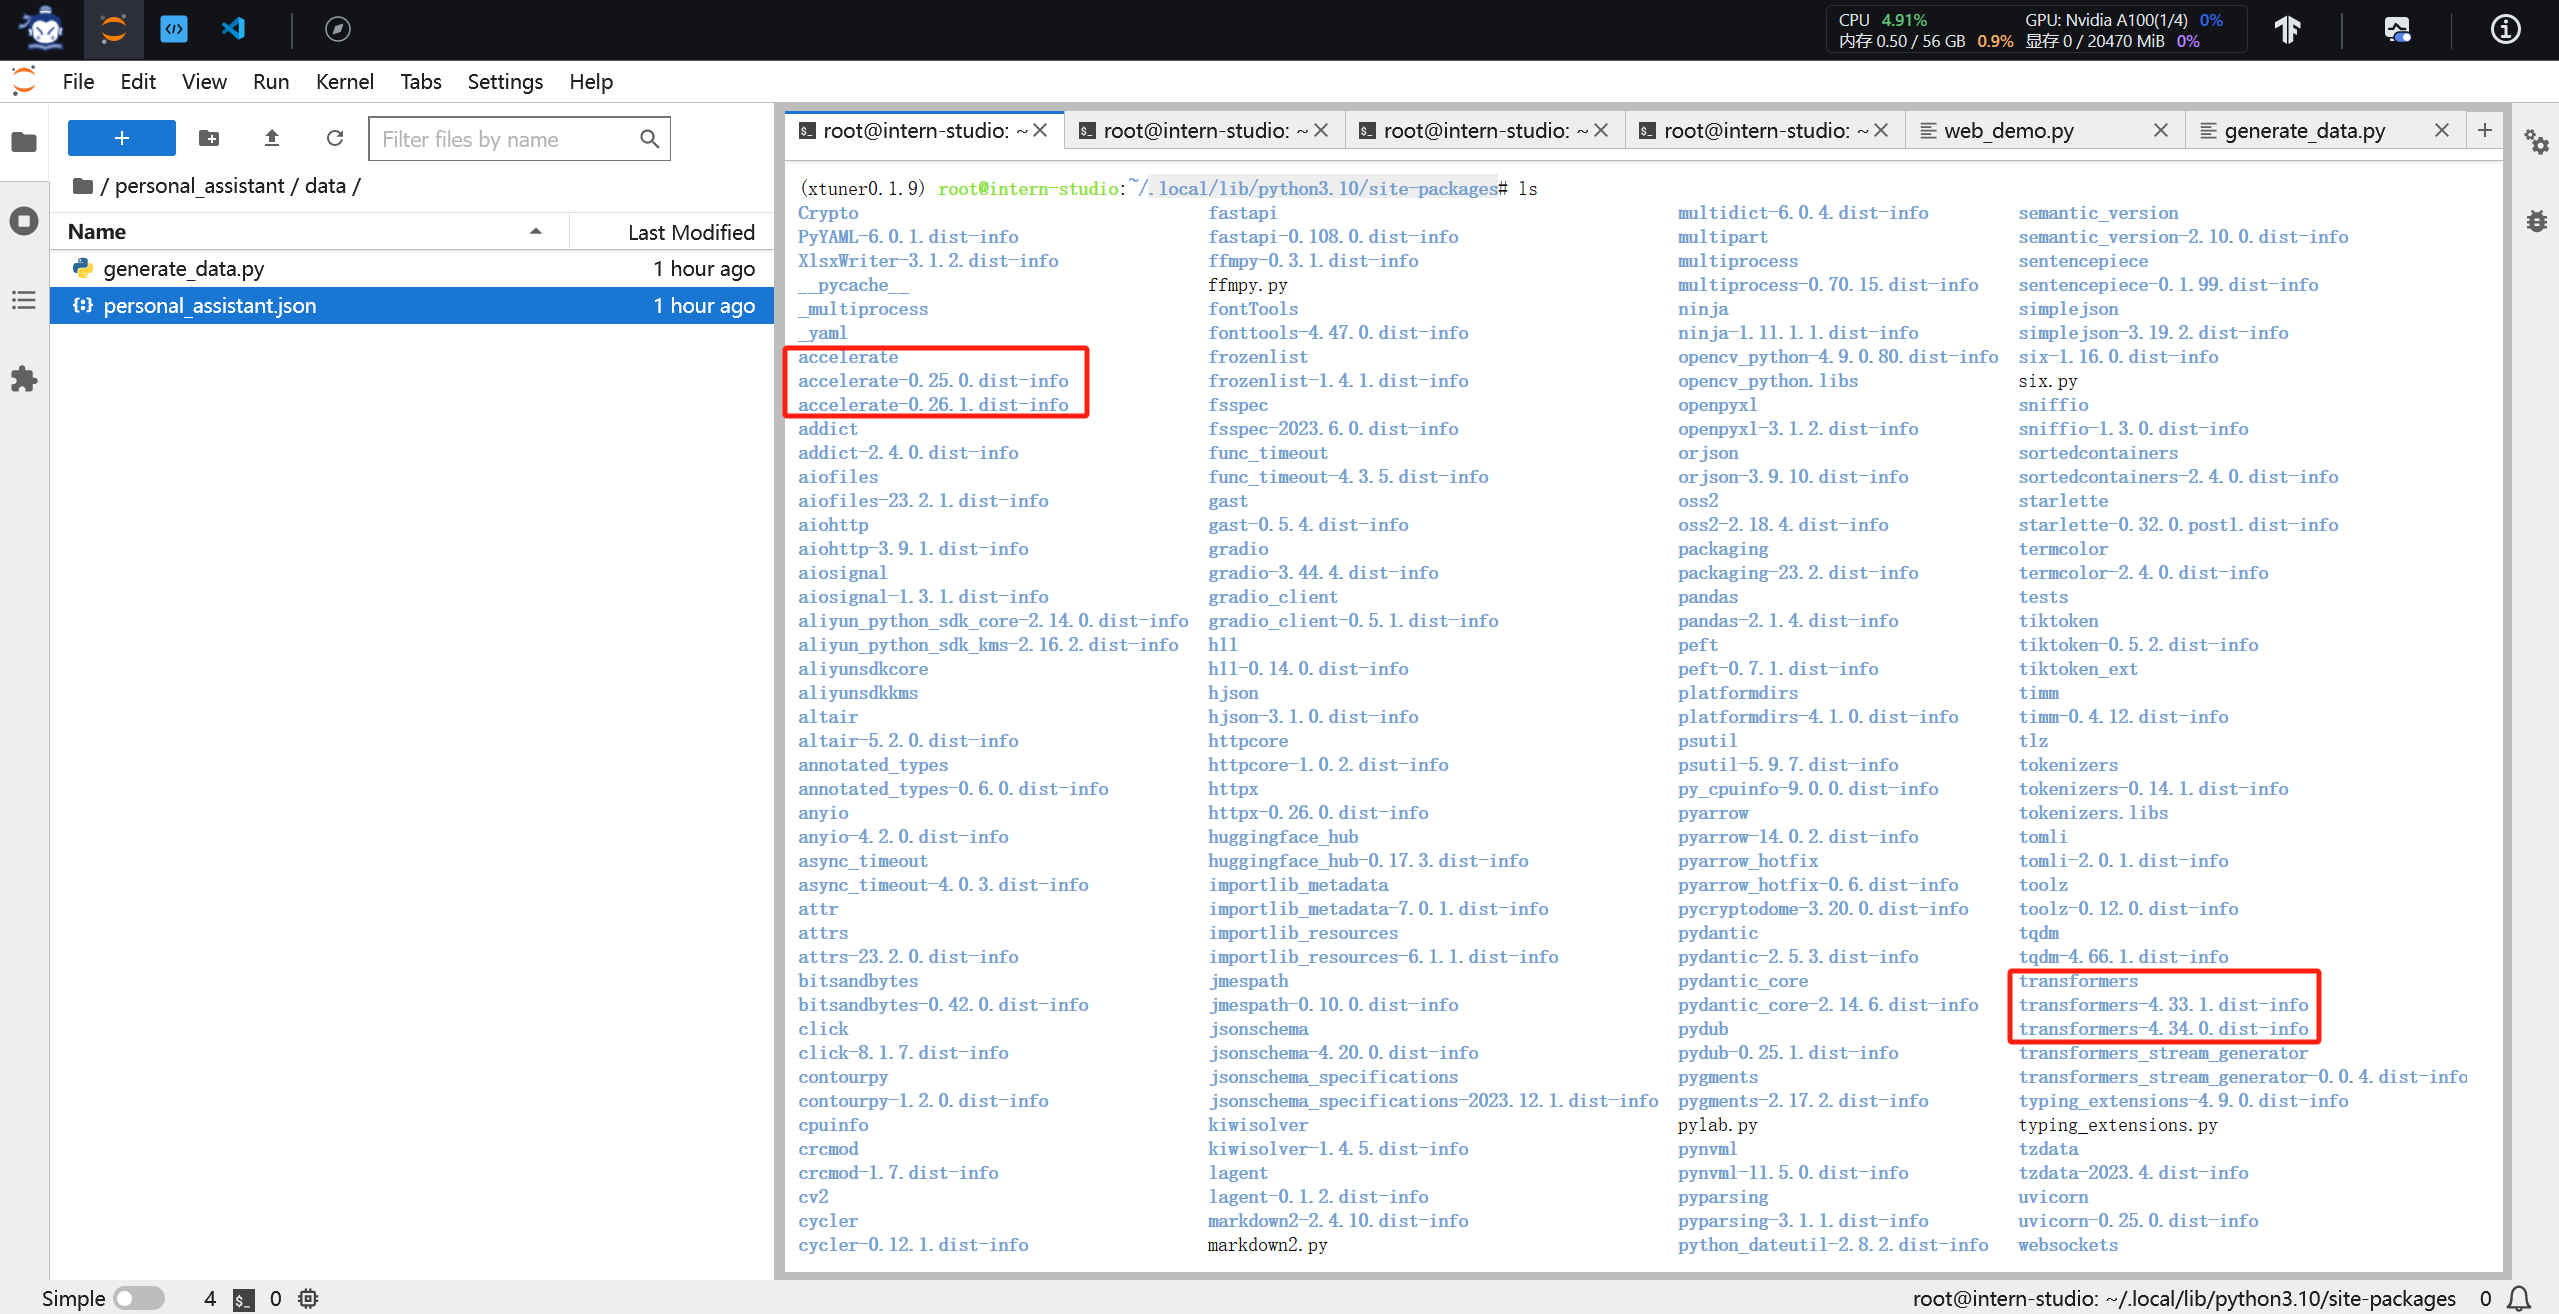 CPU 4.91% GPU: Nvidia A100(1/4) 0%
内存 0.50 / 56 GB 0.9% 显存 0 / 20470 MiB 0%
File Edit View Run Kernel Tabs Settings Help
+
Filter files by name
/ personal_assistant / data /
Name Last Modified
generate_data.py 1 hour ago
personal_assistant.json 1 hour ago
root@intern-studio: ~ root@intern-studio: ~ root@intern-studio: ~ root@intern-studio: ~ web_demo.py generate_data.py
(xtuner0.1.9) root@intern-studio:~/.local/lib/python3.10/site-packages# ls
Crypto fastapi multidict-6.0.4.dist-info semantic_version
PyYAML-6.0.1.dist-info fastapi-0.108.0.dist-info multipart semantic_version-2.10.0.dist-info
XlsxWriter-3.1.2.dist-info ffmpy-0.3.1.dist-info multiprocess sentencepiece
__pycache__ ffmpy.py multiprocess-0.70.15.dist-info sentencepiece-0.1.99.dist-info
_multiprocess fontTools ninja simplejson
_yaml fonttools-4.47.0.dist-info ninja-1.11.1.1.dist-info simplejson-3.19.2.dist-info
accelerate frozenlist opencv_python-4.9.0.80.dist-info six-1.16.0.dist-info
accelerate-0.25.0.dist-info frozenlist-1.4.1.dist-info opencv_python.libs six.py
accelerate-0.26.1.dist-info fsspec openpyxl sniffio
addict fsspec-2023.6.0.dist-info openpyxl-3.1.2.dist-info sniffio-1.3.0.dist-info
addict-2.4.0.dist-info func_timeout orjson sortedcontainers
aiofiles func_timeout-4.3.5.dist-info orjson-3.9.10.dist-info sortedcontainers-2.4.0.dist-info
aiofiles-23.2.1.dist-info gast oss2 starlette
aiohttp gast-0.5.4.dist-info oss2-2.18.4.dist-info starlette-0.32.0.post1.dist-info
aiohttp-3.9.1.dist-info gradio packaging termcolor
aiosignal gradio-3.44.4.dist-info packaging-23.2.dist-info termcolor-2.4.0.dist-info
aiosignal-1.3.1.dist-info gradio_client pandas tests
aliyun_python_sdk_core-2.14.0.dist-info gradio_client-0.5.1.dist-info pandas-2.1.4.dist-info tiktoken
aliyun_python_sdk_kms-2.16.2.dist-info hll peft tiktoken-0.5.2.dist-info
aliyunsdkcore hll-0.14.0.dist-info peft-0.7.1.dist-info tiktoken_ext
aliyunsdkkms hjson platformdirs timm
altair hjson-3.1.0.dist-info platformdirs-4.1.0.dist-info timm-0.4.12.dist-info
altair-5.2.0.dist-info httpcore psutil tlz
annotated_types httpcore-1.0.2.dist-info psutil-5.9.7.dist-info tokenizers
annotated_types-0.6.0.dist-info httpx py_cpuinfo-9.0.0.dist-info tokenizers-0.14.1.dist-info
anyio httpx-0.26.0.dist-info pyarrow tokenizers.libs
anyio-4.2.0.dist-info huggingface_hub pyarrow-14.0.2.dist-info tomli
async_timeout huggingface_hub-0.17.3.dist-info pyarrow_hotfix tomli-2.0.1.dist-info
async_timeout-4.0.3.dist-info importlib_metadata pyarrow_hotfix-0.6.dist-info toolz
attr importlib_metadata-7.0.1.dist-info pycryptodome-3.20.0.dist-info toolz-0.12.0.dist-info
attrs importlib_resources pydantic tqdm
attrs-23.2.0.dist-info importlib_resources-6.1.1.dist-info pydantic-2.5.3.dist-info tqdm-4.66.1.dist-info
bitsandbytes jmespath pydantic_core transformers
bitsandbytes-0.42.0.dist-info jmespath-0.10.0.dist-info pydantic_core-2.14.6.dist-info transformers-4.33.1.dist-info
click jsonschema pydub transformers-4.34.0.dist-info
click-8.1.7.dist-info jsonschema-4.20.0.dist-info pydub-0.25.1.dist-info transformers_stream_generator
contourpy jsonschema_specifications pygments transformers_stream_generator-0.0.4.dist-info
contourpy-1.2.0.dist-info jsonschema_specifications-2023.12.1.dist-info pygments-2.17.2.dist-info typing_extensions-4.9.0.dist-info
cpuinfo kiwisolver pylab.py typing_extensions.py
crcmod kiwisolver-1.4.5.dist-info pynvml tzdata
crcmod-1.7.dist-info lagent pynvml-11.5.0.dist-info tzdata-2023.4.dist-info
cv2 lagent-0.1.2.dist-info pyparsing uvicorn
cycler markdown2-2.4.10.dist-info pyparsing-3.1.1.dist-info uvicorn-0.25.0.dist-info
cycler-0.12.1.dist-info markdown2.py python_dateutil-2.8.2.dist-info websockets
Simple 4 0 root@intern-studio: ~/.local/lib/python3.10/site-packages 0